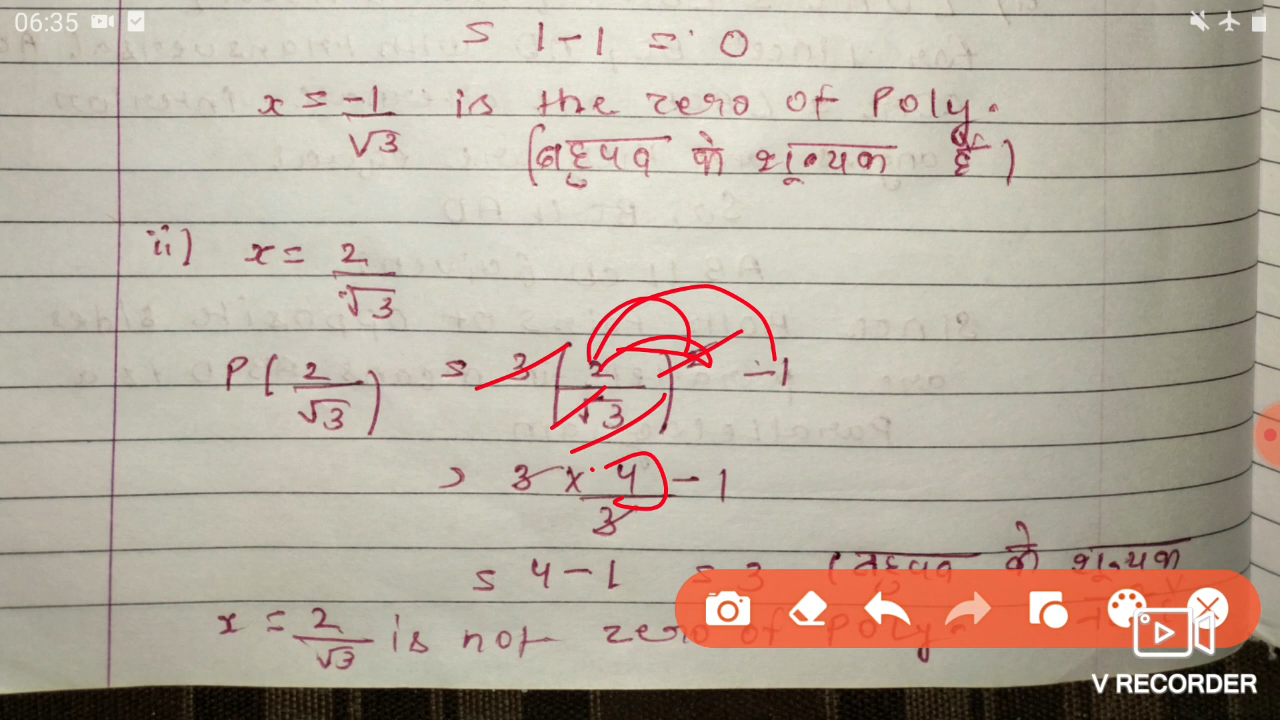 06:35
= 1-1 = 0
x = -1/√3 is the zero of Poly.
(बहुपद के शून्यक है)
ii) x = 2/√3
P(2/√3) = 3(2/√3)² -1
= 3 × 4/3 - 1
= 4-1 = 3 (बहुपद के शून्यक
x = 2/√3 is not zero of Poly.
V RECORDER